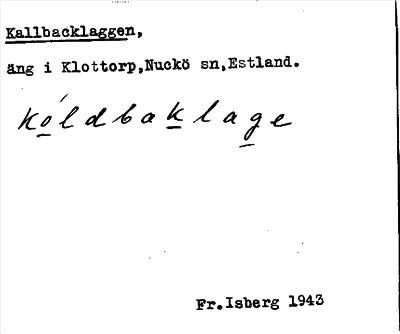 Kallbacklaggen,
äng i Klottorp,Nuckö sn,Estland.
kóldbaklage
Fr.Isberg 1943